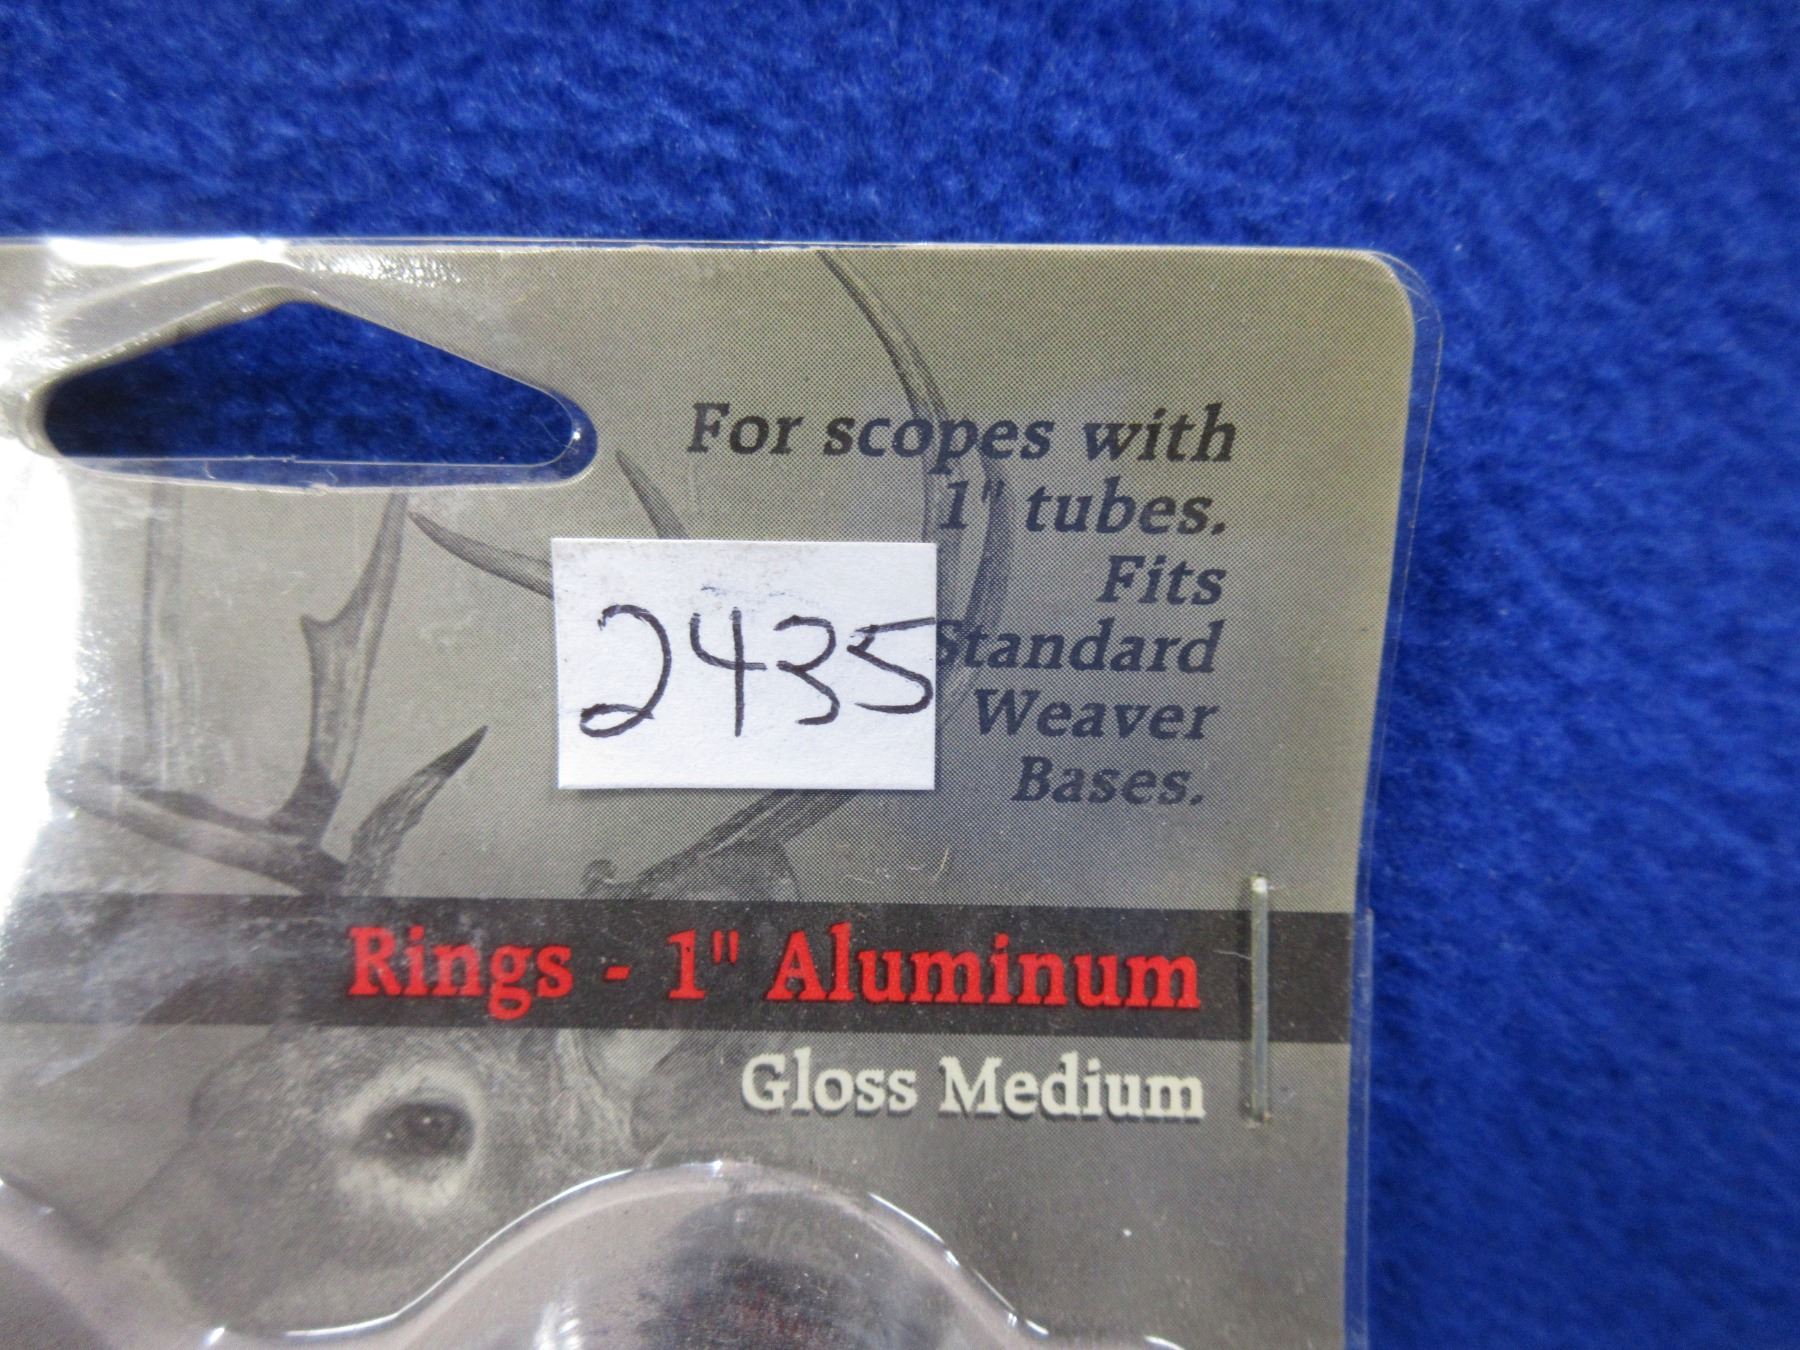 For scopes with
1" tubes.
Fits
Standard
Weaver
Bases.
2435
Rings - 1" Aluminum
Gloss Medium